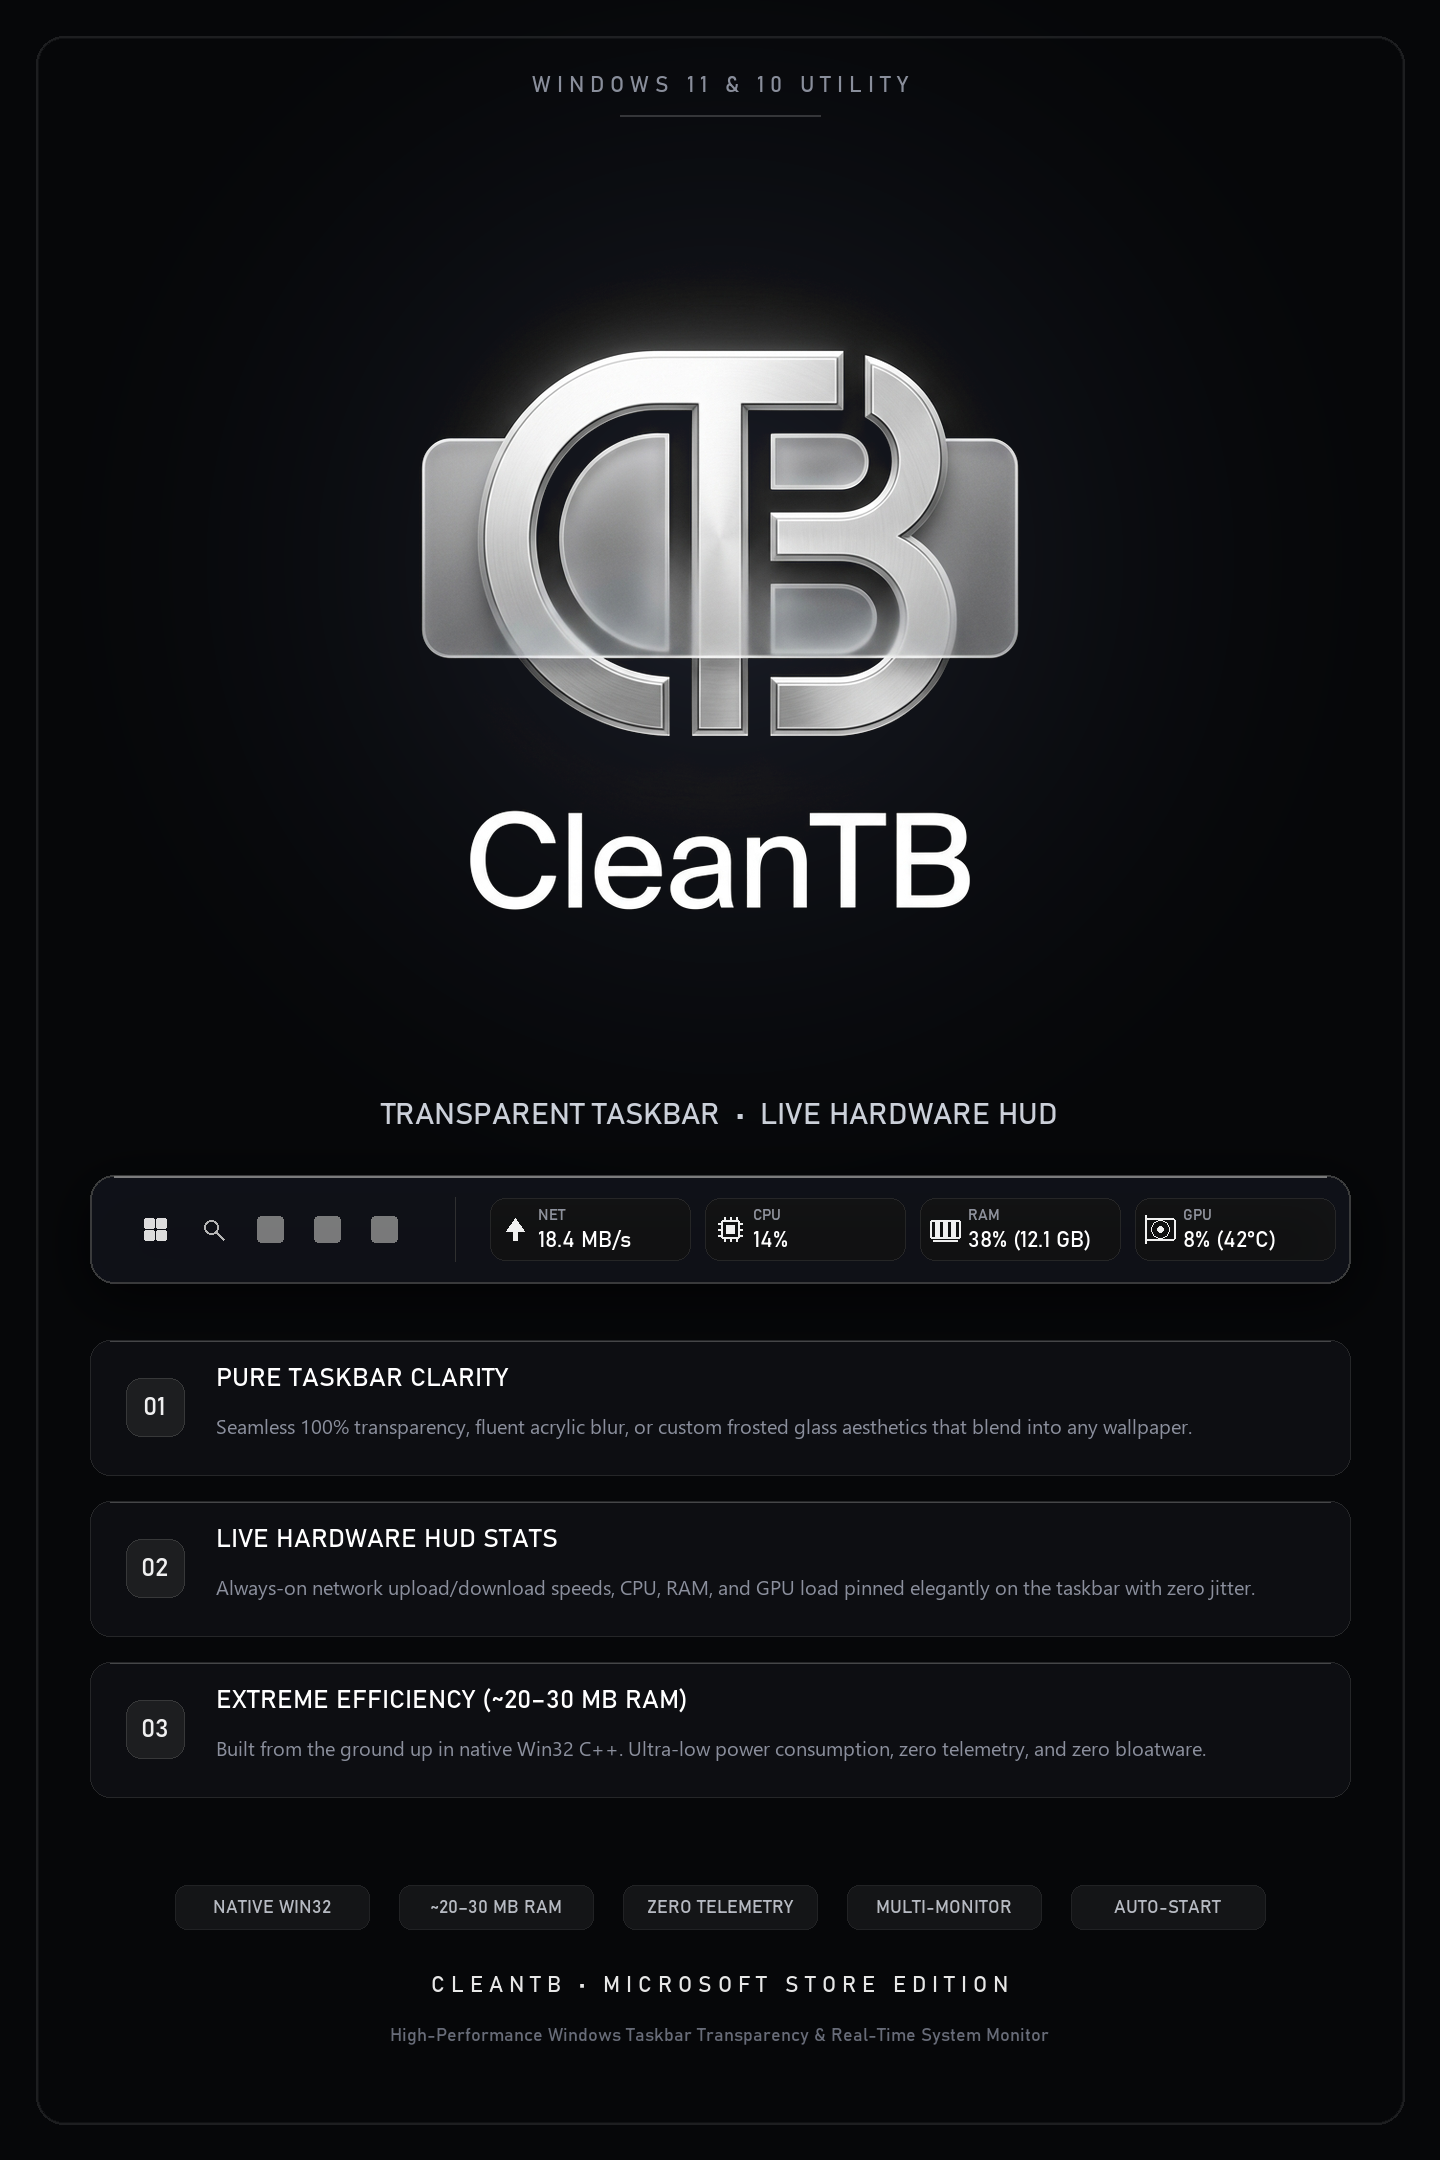 WINDOWS 11 & 10 UTILITY
CTB
CleanTB
TRANSPARENT TASKBAR • LIVE HARDWARE HUD
NET
18.4 MB/s
CPU
14%
RAM
38% (12.1 GB)
GPU
8% (42°C)
01
PURE TASKBAR CLARITY
Seamless 100% transparency, fluent acrylic blur, or custom frosted glass aesthetics that blend into any wallpaper.
02
LIVE HARDWARE HUD STATS
Always-on network upload/download speeds, CPU, RAM, and GPU load pinned elegantly on the taskbar with zero jitter.
03
EXTREME EFFICIENCY (~20–30 MB RAM)
Built from the ground up in native Win32 C++. Ultra-low power consumption, zero telemetry, and zero bloatware.
NATIVE WIN32
~20–30 MB RAM
ZERO TELEMETRY
MULTI-MONITOR
AUTO-START
CLEANTB • MICROSOFT STORE EDITION
High-Performance Windows Taskbar Transparency & Real-Time System Monitor